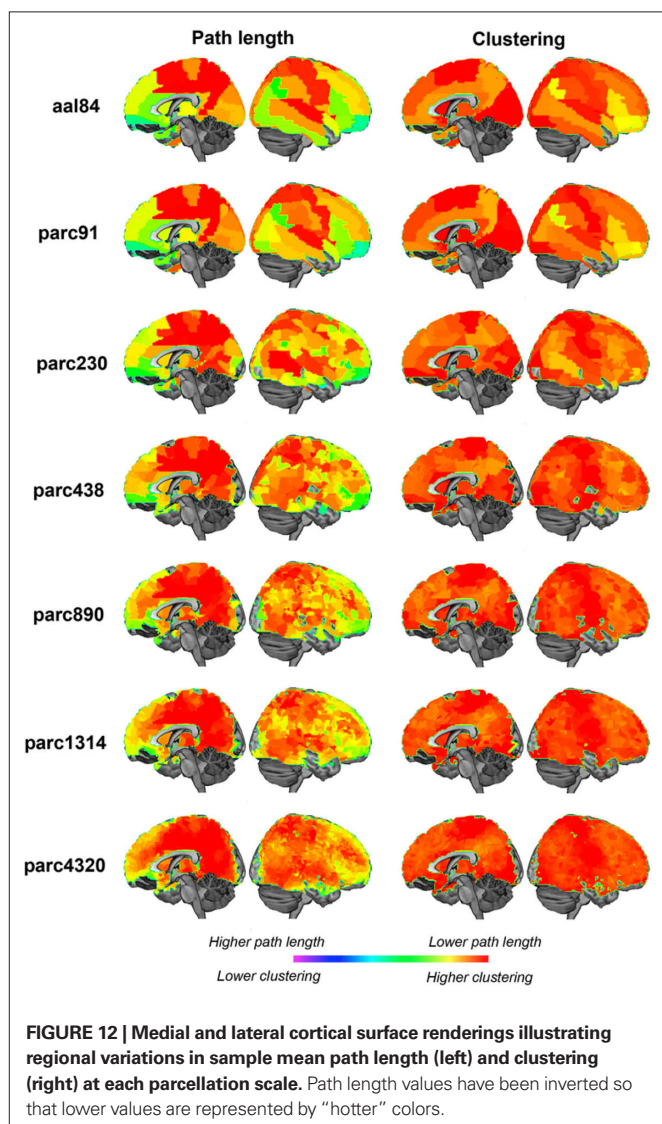 Path length
Clustering
aal84
parc91
parc230
parc438
parc890
parc1314
parc4320
Higher path length
Lower path length
Lower clustering
Higher clustering
FIGURE 12 | Medial and lateral cortical surface renderings illustrating
regional variations in sample mean path length (left) and clustering
(right) at each parcellation scale. Path length values have been inverted so
that lower values are represented by “hotter” colors.